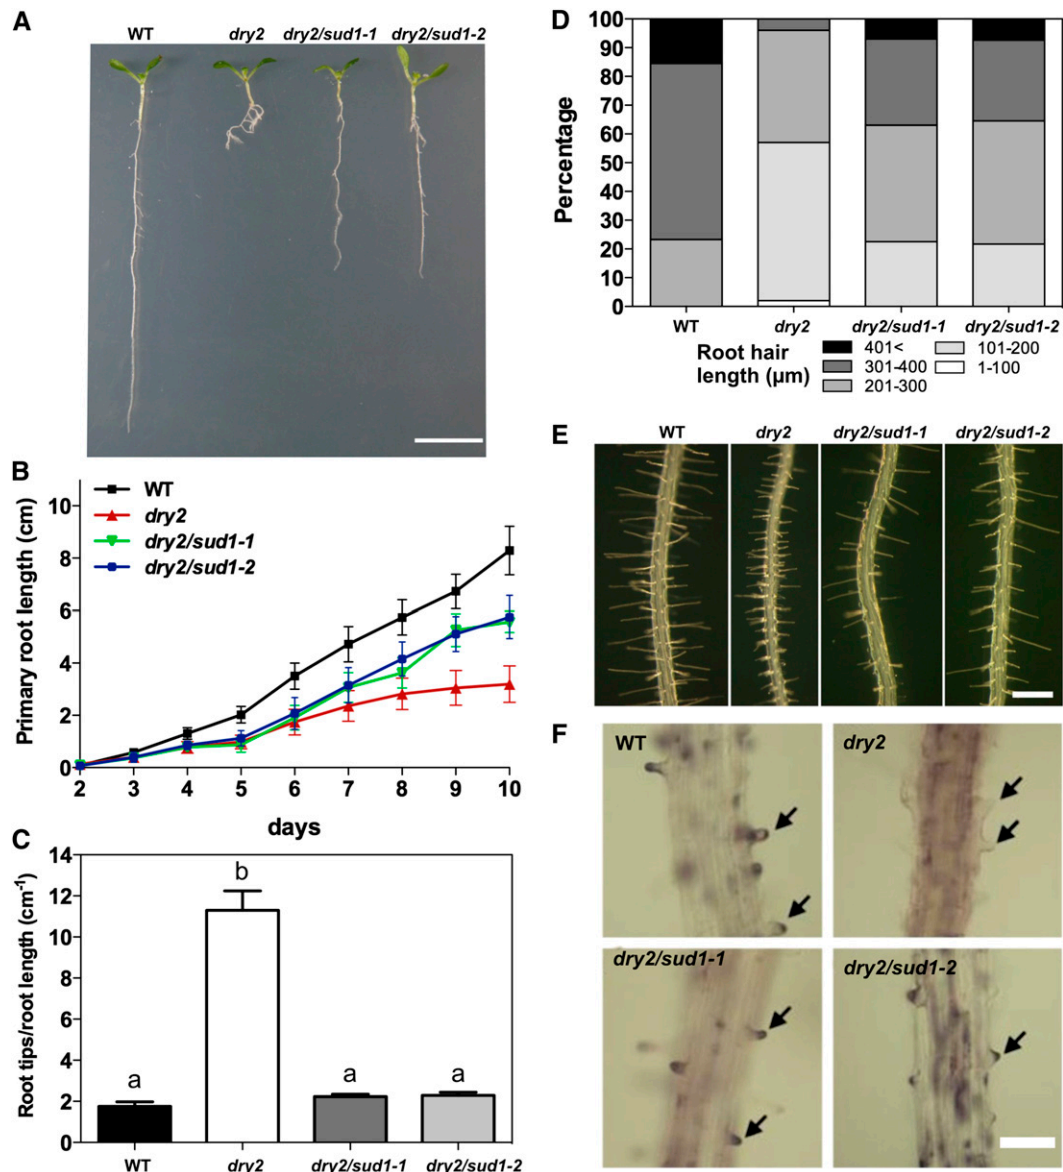 A
WT dry2 dry2/sud1-1 dry2/sud1-2
B
Primary root length (cm)
10
8
6
4
2
0
WT
dry2
dry2/sud1-1
dry2/sud1-2
2 3 4 5 6 7 8 9 10
days
C
Root tips/root length (cm-1)
14
12
10
8
6
4
2
0
a b a a
WT dry2 dry2/sud1-1 dry2/sud1-2
D
Percentage
100
90
80
70
60
50
40
30
20
10
0
WT dry2 dry2/sud1-1 dry2/sud1-2
Root hair
length (µm)
401<
301-400
201-300
101-200
1-100
E
WT dry2 dry2/sud1-1 dry2/sud1-2
F
WT
dry2
dry2/sud1-1
dry2/sud1-2